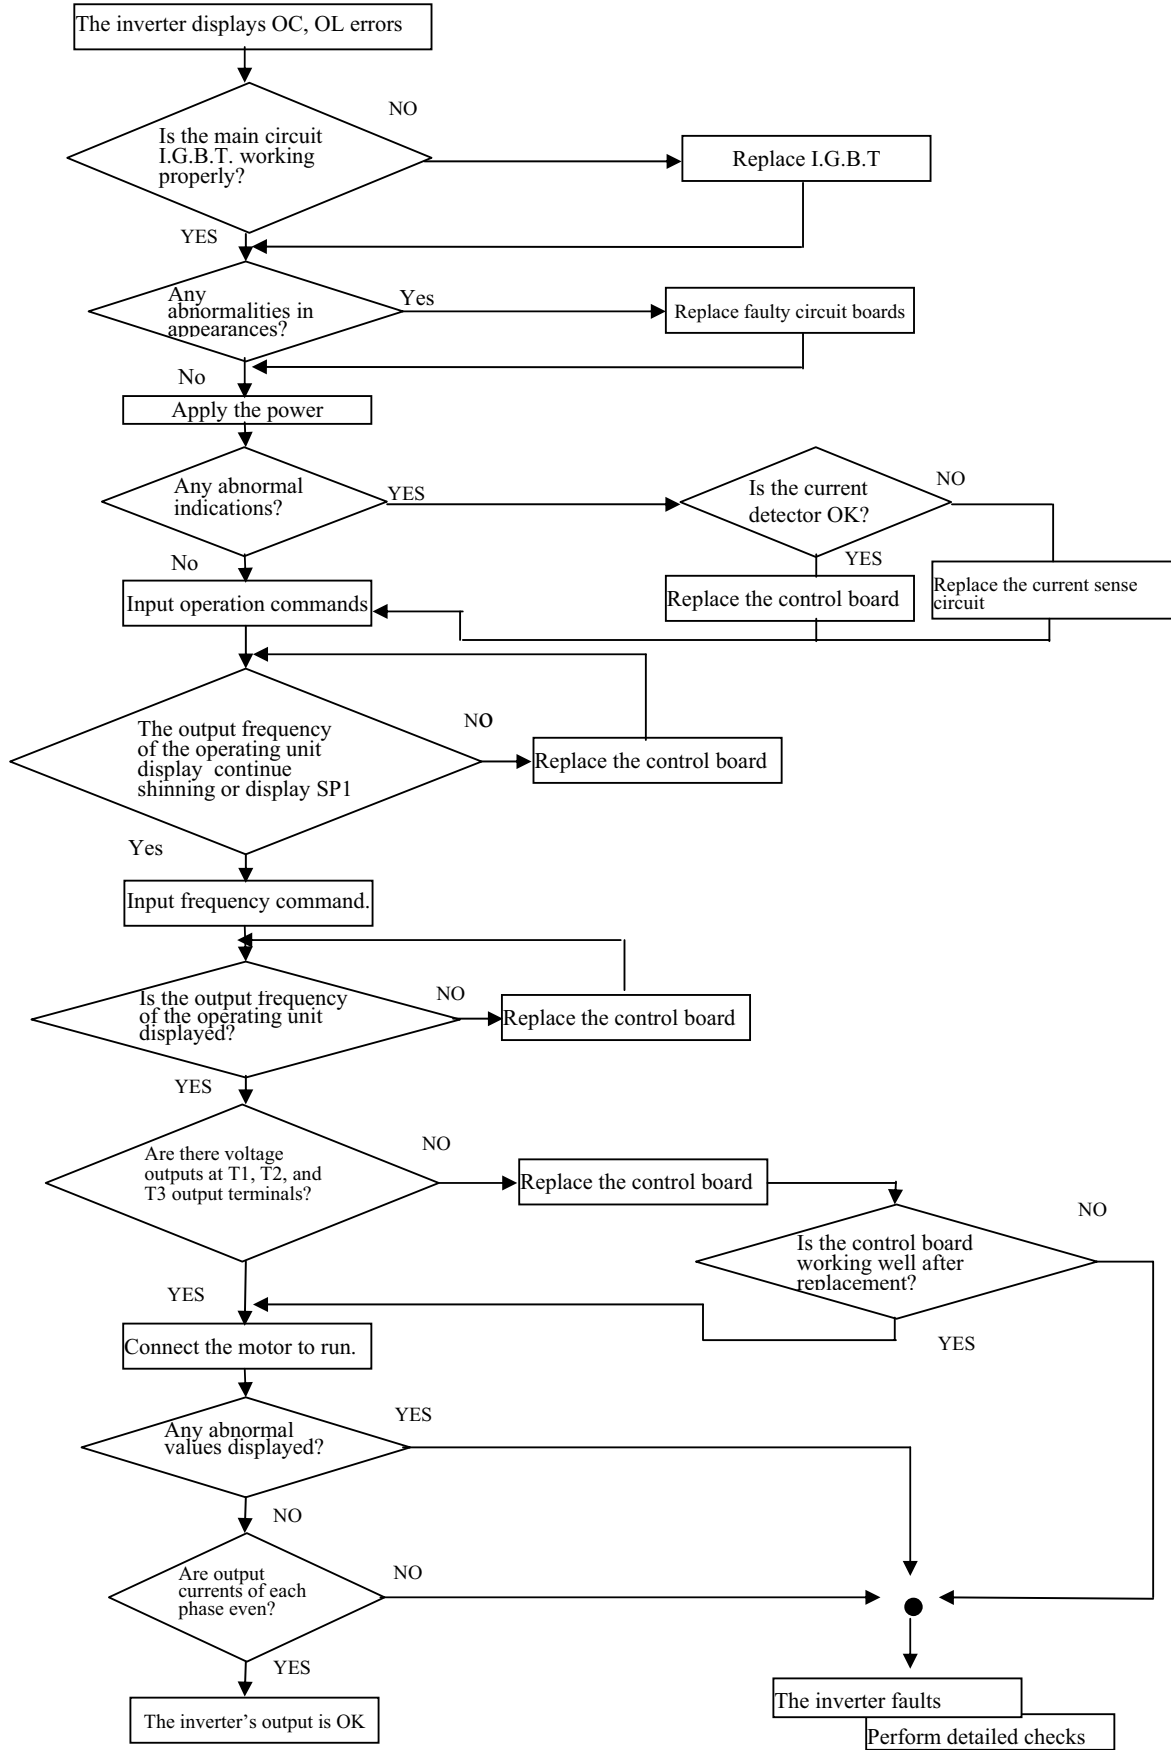 The inverter displays OC, OL errors
NO
Is the main circuit
I.G.B.T. working
properly?
Replace I.G.B.T
YES
Any
abnormalities in
appearances?
Yes
Replace faulty circuit boards
No
Apply the power
Any abnormal
indications?
YES
Is the current
detector OK?
NO
No
YES
Input operation commands
Replace the control board
Replace the current sense
circuit
The output frequency
of the operating unit
display continue
shinning or display SP1
NO
Replace the control board
Yes
Input frequency command.
Is the output frequency
of the operating unit
displayed?
NO
Replace the control board
YES
Are there voltage
outputs at T1, T2, and
T3 output terminals?
NO
Replace the control board
Is the control board
working well after
replacement?
NO
YES
YES
Connect the motor to run.
Any abnormal
values displayed?
YES
NO
Are output
currents of each
phase even?
NO
YES
The inverter’s output is OK
The inverter faults
Perform detailed checks